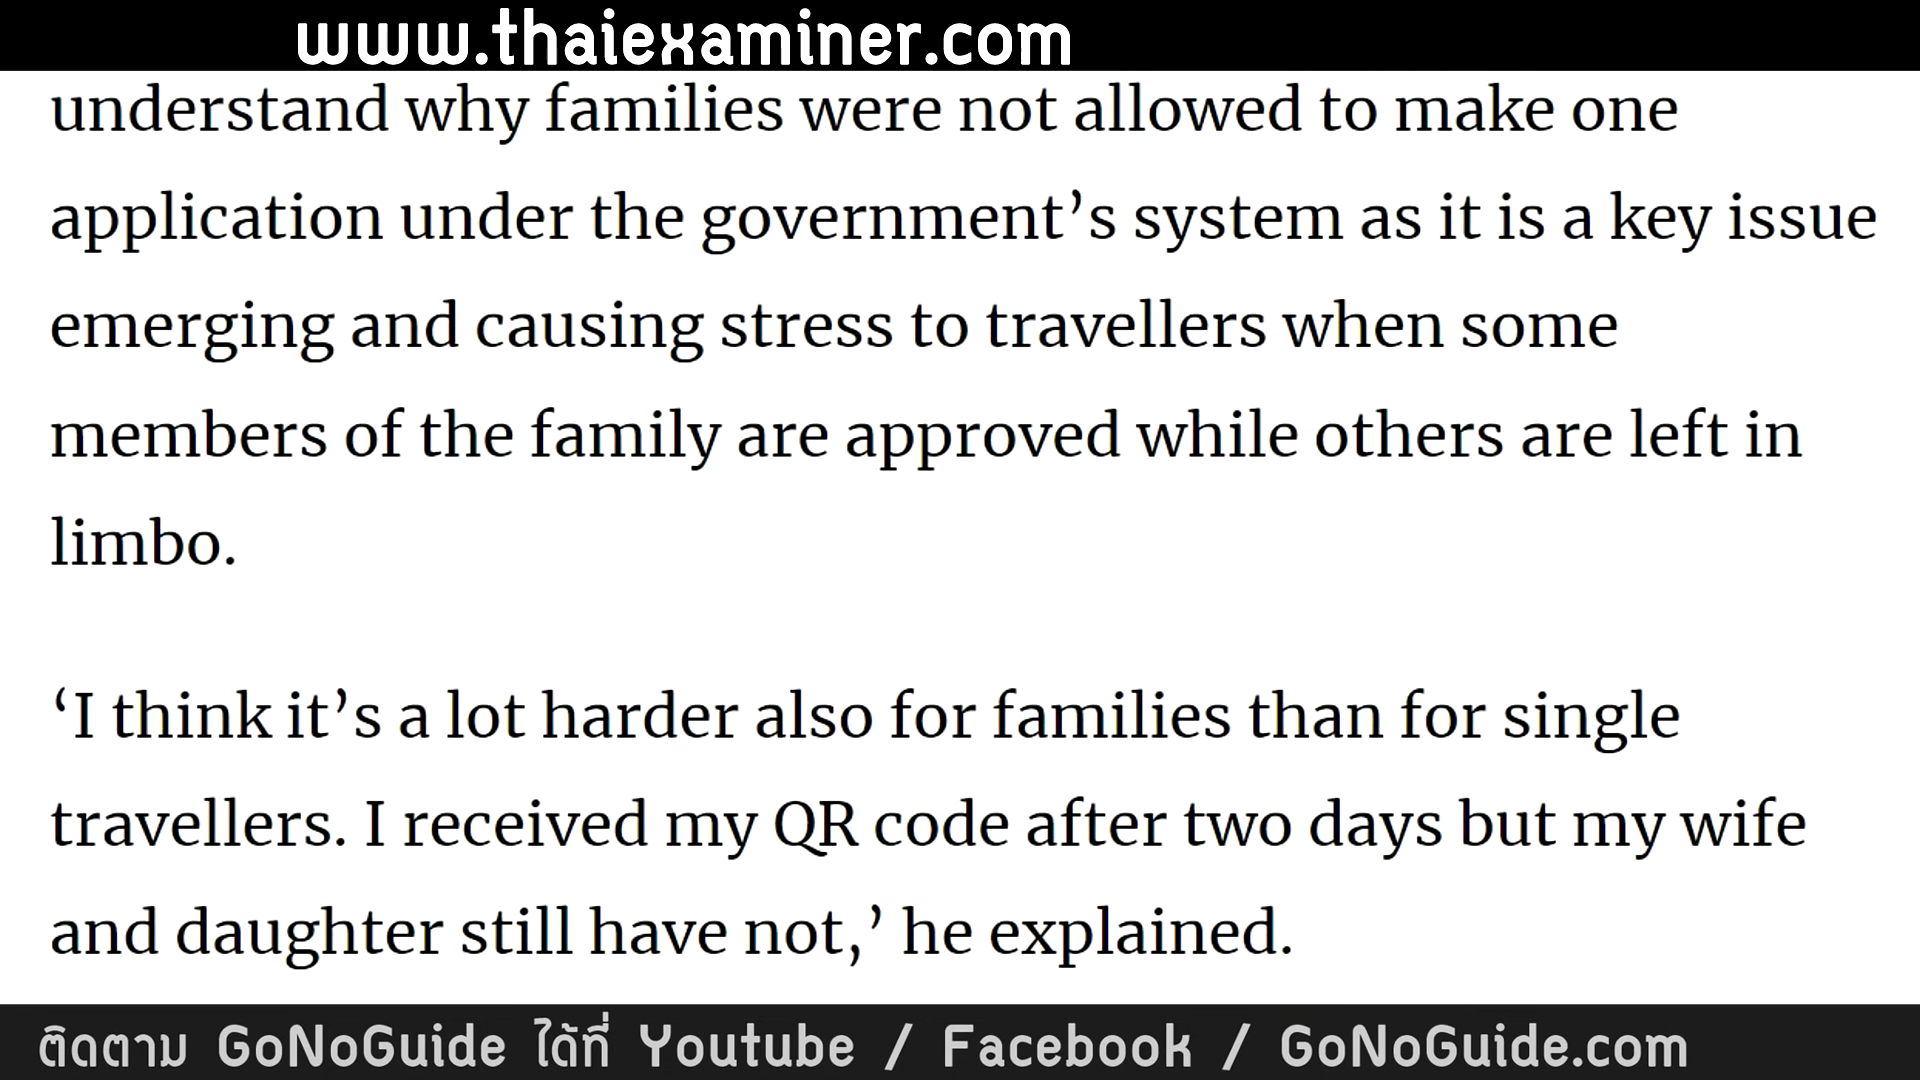 www.thaiexaminer.com
understand why families were not allowed to make one
application under the government’s system as it is a key issue
emerging and causing stress to travellers when some
members of the family are approved while others are left in
limbo.
‘I think it’s a lot harder also for families than for single
travellers. I received my QR code after two days but my wife
and daughter still have not,’ he explained.
ติดตาม GoNoGuide ได้ที่ Youtube / Facebook / GoNoGuide.com